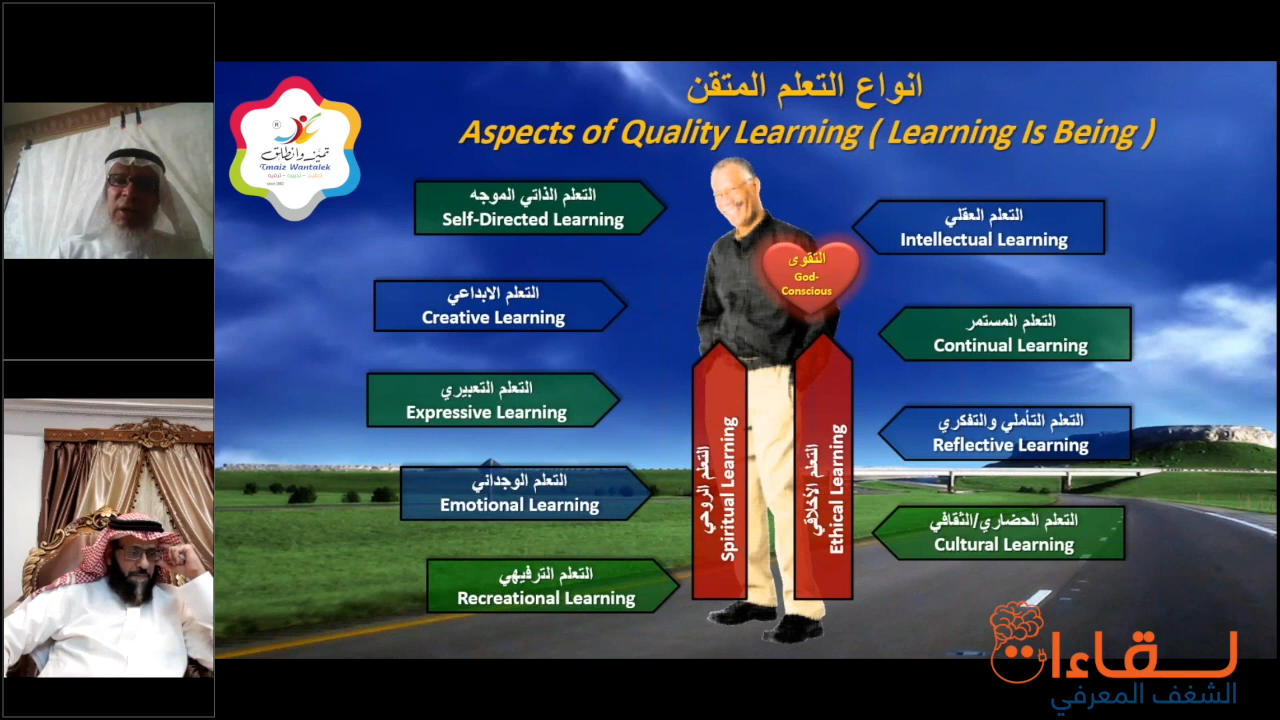 انواع التعلم المتقن
Aspects of Quality Learning ( Learning Is Being )
®
تميّز وانطلق
Tmaiz Wantalek
التعلم الذاتي الموجه
Self-Directed Learning
التعلم العقلي
Intellectual Learning
التقوى
God-
Conscious
التعلم الابداعي
Creative Learning
التعلم المستمر
Continual Learning
التعلم التعبيري
Expressive Learning
التعلم التأملي والتفكري
Reflective Learning
التعلم الروحي
Spiritual Learning
التعلم الأخلاقي
Ethical Learning
التعلم الوجداني
Emotional Learning
التعلم الحضاري/الثقافي
Cultural Learning
التعلم الترفيهي
Recreational Learning
لـقاءات
الشغف المعرفي